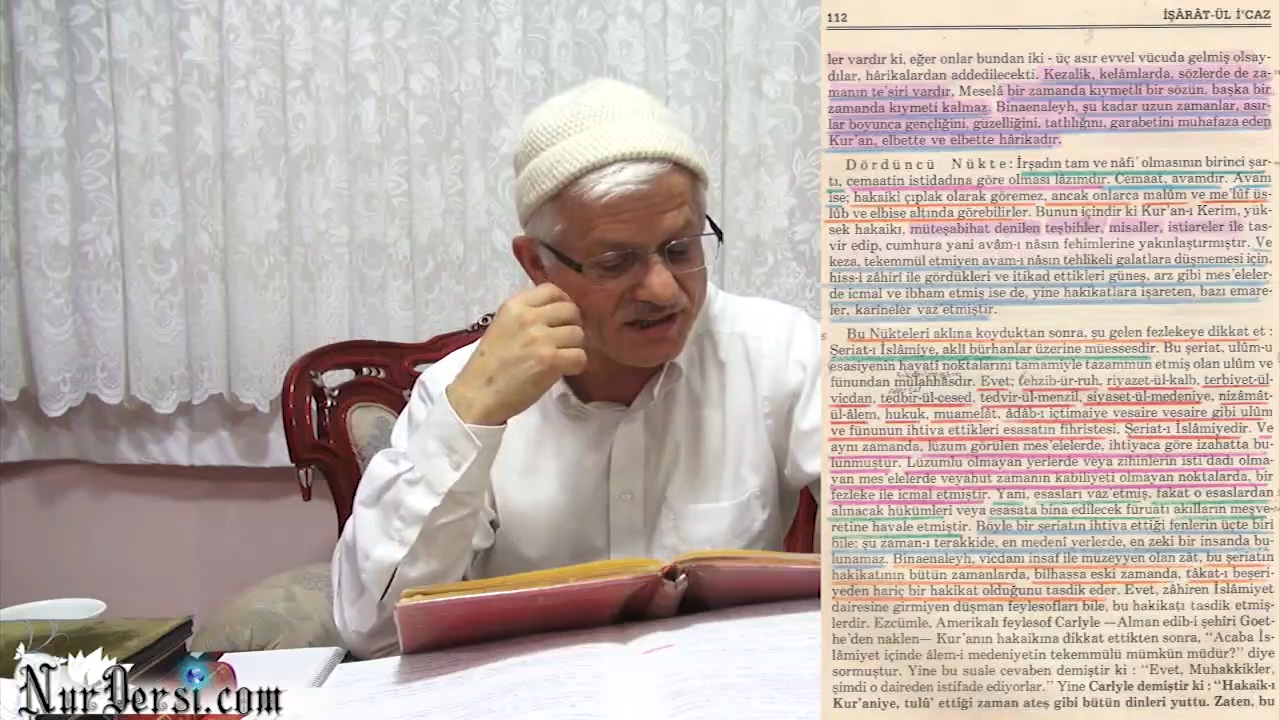 112
İŞÂRÂT-ÜL İ'CAZ
ler vardır ki, eğer onlar bundan iki - üç asır evvel vücuda gelmiş olsay-
dılar, hârikalardan addedilecekti. Kezalik, kelâmlarda, sözlerde de za-
manın te'siri vardır. Meselâ bir zamanda kıymetli bir sözün, başka bir
zamanda kıymeti kalmaz. Binaenaleyh, şu kadar uzun zamanlar, asır-
lar boyunca gençliğini, güzelliğini, tatlılığını, garabetini muhafaza eden
Kur'an, elbette ve elbette hârikadır.
Dördüncü Nükte: İrşadın tam ve nâfi' olmasının birinci şar-
tı, cemaatin istidadına göre olması lâzımdır. Cemaat, avamdır. Avam
ise; hakaiki çıplak olarak göremez, ancak onlarca malûm ve me'lûf üs-
lûb ve elbise altında görebilirler. Bunun içindir ki Kur'an-ı Kerim, yük-
sek hakaikı, müteşabihat denilen teşbihler, misaller, istiareler ile tas-
vir edip, cumhura yani avâm-ı nâsın fehimlerine yakınlaştırmıştır. Ve
keza, tekemmül etmiyen avam-ı nâsın tehlikeli galatlara düşmemesi için,
hiss-i zâhirî ile gördükleri ve itikad ettikleri güneş, arz gibi mes'eleler-
de icmal ve ibham etmiş ise de, yine hakikatlara işareten, bazı emare-
ler, karineler vaz etmiştir.
Bu Nükteleri aklına koyduktan sonra, şu gelen fezlekeye dikkat et :
Şeriat-ı İslâmiye, aklî bürhanlar üzerine müessesdir. Bu şeriat, ulûm-u
esasiyenin hayatî noktalarını tamamiyle tazammun etmiş olan ulûm ve
fünundan mülahhasdır. Evet; tehzib-ür-ruh, riyazet-ül-kalb, terbiyet-ül-
vicdan, tedbir-ül-cesed, tedvir-ül-menzil, siyaset-ül-medeniye, nizâmât-
ül-âlem, hukuk, muamelât, âdâb-ı içtimaiye vesaire vesaire gibi ulûm
ve fünunun ihtiva ettikleri esasatın fihristesi, Şeriat-ı İslâmiyedir. Ve
aynı zamanda, lüzum görülen mes'elelerde, ihtiyaca göre izahatta bu-
lunmuştur. Lüzumlu olmayan yerlerde veya zihinlerin isti'dadı olma-
yan mes'elelerde veyahut zamanın kabiliyeti olmayan noktalarda, bir
fezleke ile icmal etmiştir. Yani, esasları vaz etmiş, fakat o esaslardan
alınacak hükümleri veya esasata bina edilecek füruatı akılların meşve-
retine havale etmiştir. Böyle bir şeriatın ihtiva ettiği fenlerin üçte biri
bile; şu zaman-ı terakkide, en medenî yerlerde, en zeki bir insanda bu-
lunamaz. Binaenaleyh, vicdanı insaf ile müzeyyen olan zât, bu şeriatın
hakikatının bütün zamanlarda, bilhassa eski zamanda, tâkat-ı beşeri-
yeden hariç bir hakikat olduğunu tasdik eder. Evet, zâhiren İslâmiyet
dairesine girmiyen düşman feylesofları bile, bu hakikatı tasdik etmiş-
lerdir. Ezcümle, Amerikalı feylesof Carlyle —Alman edib-i şehîri Goet-
he'den naklen— Kur'anın hakaikına dikkat ettikten sonra, "Acaba İs-
lâmiyet içinde âlem-i medeniyetin tekemmülü mümkün müdür?" diye
sormuştur. Yine bu suale cevaben demiştir ki : "Evet, Muhakkikler,
şimdi o daireden istifade ediyorlar." Yine Carlyle demiştir ki : "Hakaik-ı
Kur'aniye, tulû' ettiği zaman ateş gibi bütün dinleri yuttu. Zaten, bu
NurDersi.com